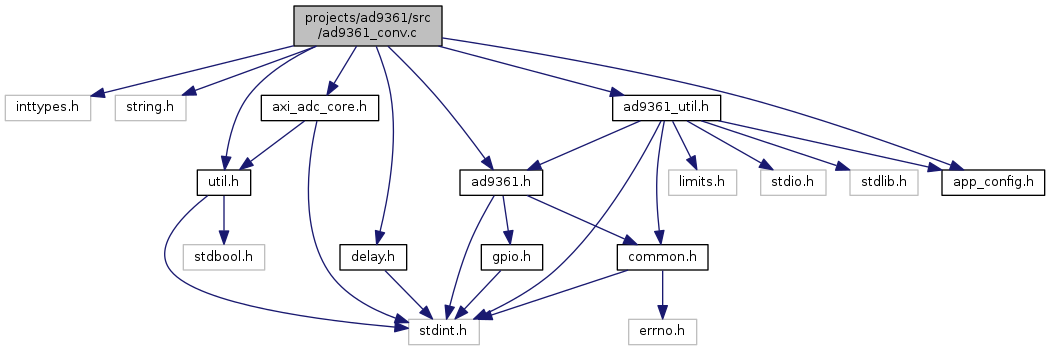 projects/ad9361/src
/ad9361_conv.c
inttypes.h
string.h
axi_adc_core.h
ad9361_util.h
util.h
ad9361.h
limits.h
stdio.h
stdlib.h
app_config.h
stdbool.h
delay.h
gpio.h
common.h
stdint.h
errno.h